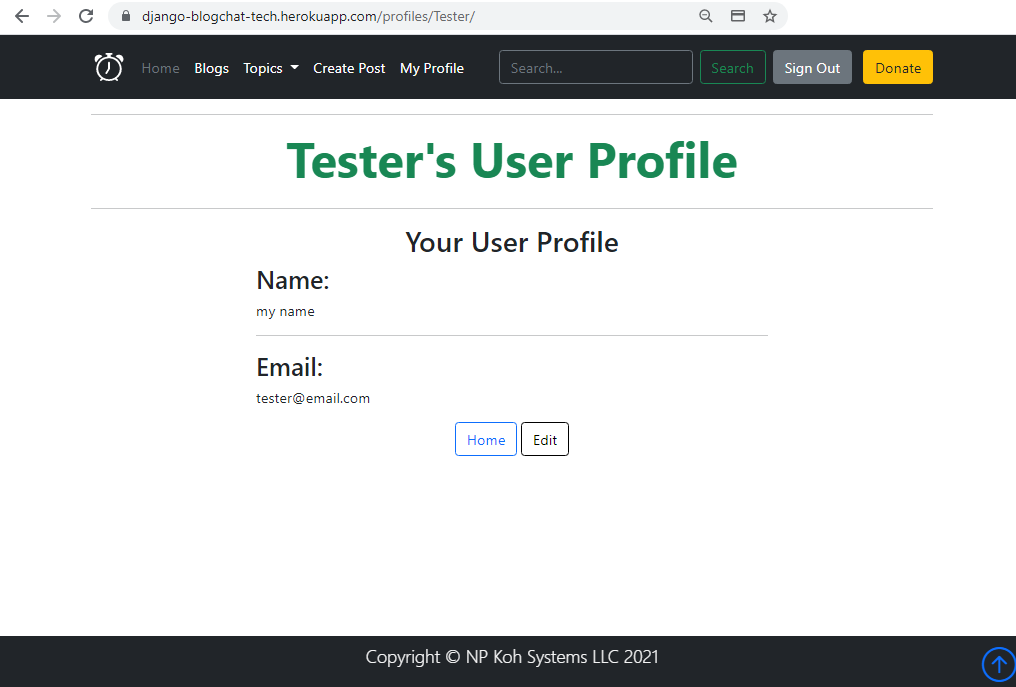 django-blogchat-tech.herokuapp.com/profiles/Tester/
Home Blogs Topics Create Post My Profile Search... Search Sign Out Donate
Tester's User Profile
Your User Profile
Name:
my name
Email:
tester@email.com
Home Edit
Copyright © NP Koh Systems LLC 2021